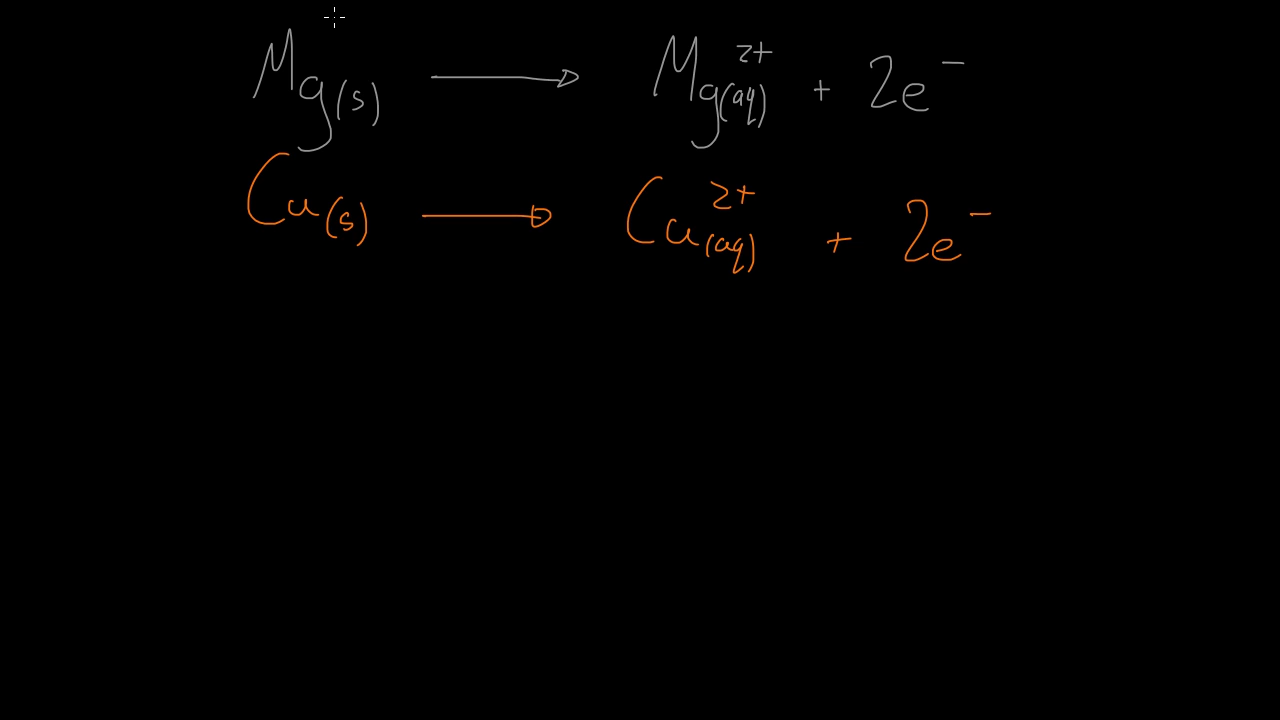 Mg(s) → Mg²⁺(aq) + 2e⁻
Cu(s) → Cu²⁺(aq) + 2e⁻